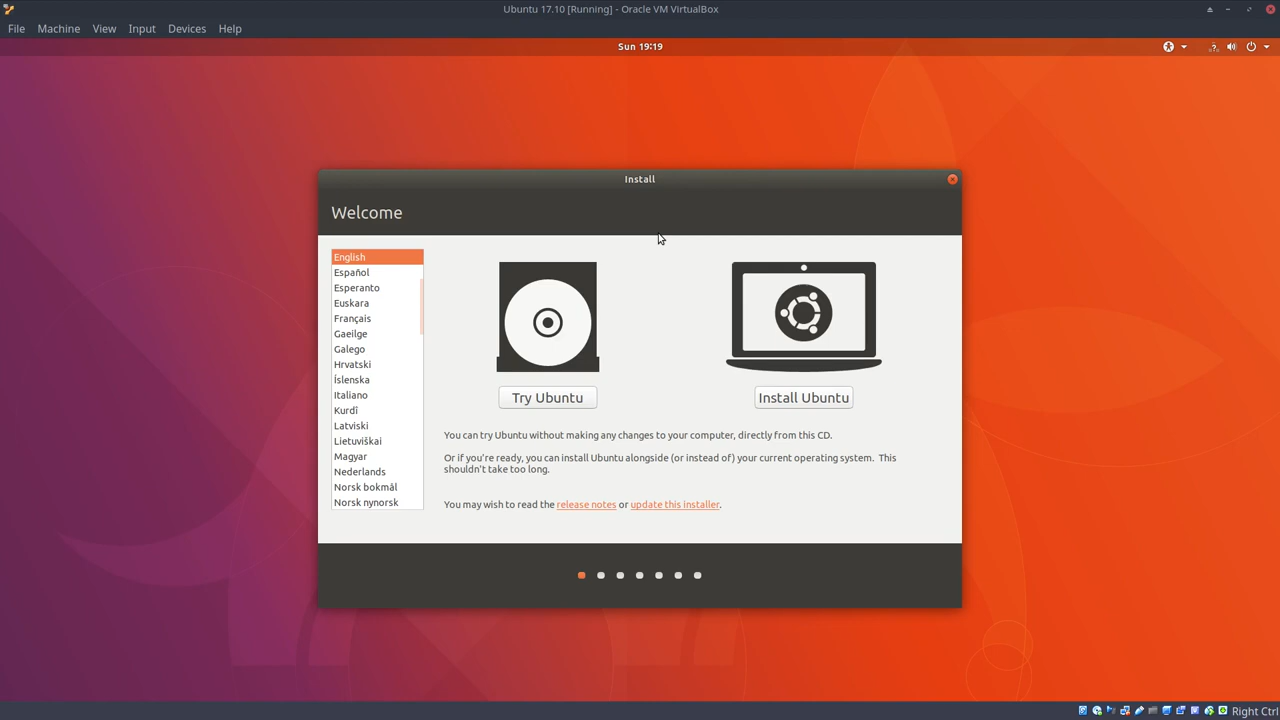 Ubuntu 17.10 [Running] - Oracle VM VirtualBox
File Machine View Input Devices Help
Sun 19:19
Install
Welcome
English
Español
Esperanto
Euskara
Français
Gaeilge
Galego
Hrvatski
Íslenska
Italiano
Kurdî
Latviski
Lietuviškai
Magyar
Nederlands
Norsk bokmål
Norsk nynorsk
Try Ubuntu
Install Ubuntu
You can try Ubuntu without making any changes to your computer, directly from this CD.
Or if you're ready, you can install Ubuntu alongside (or instead of) your current operating system. This
shouldn't take too long.
You may wish to read the release notes or update this installer.
Right Ctrl